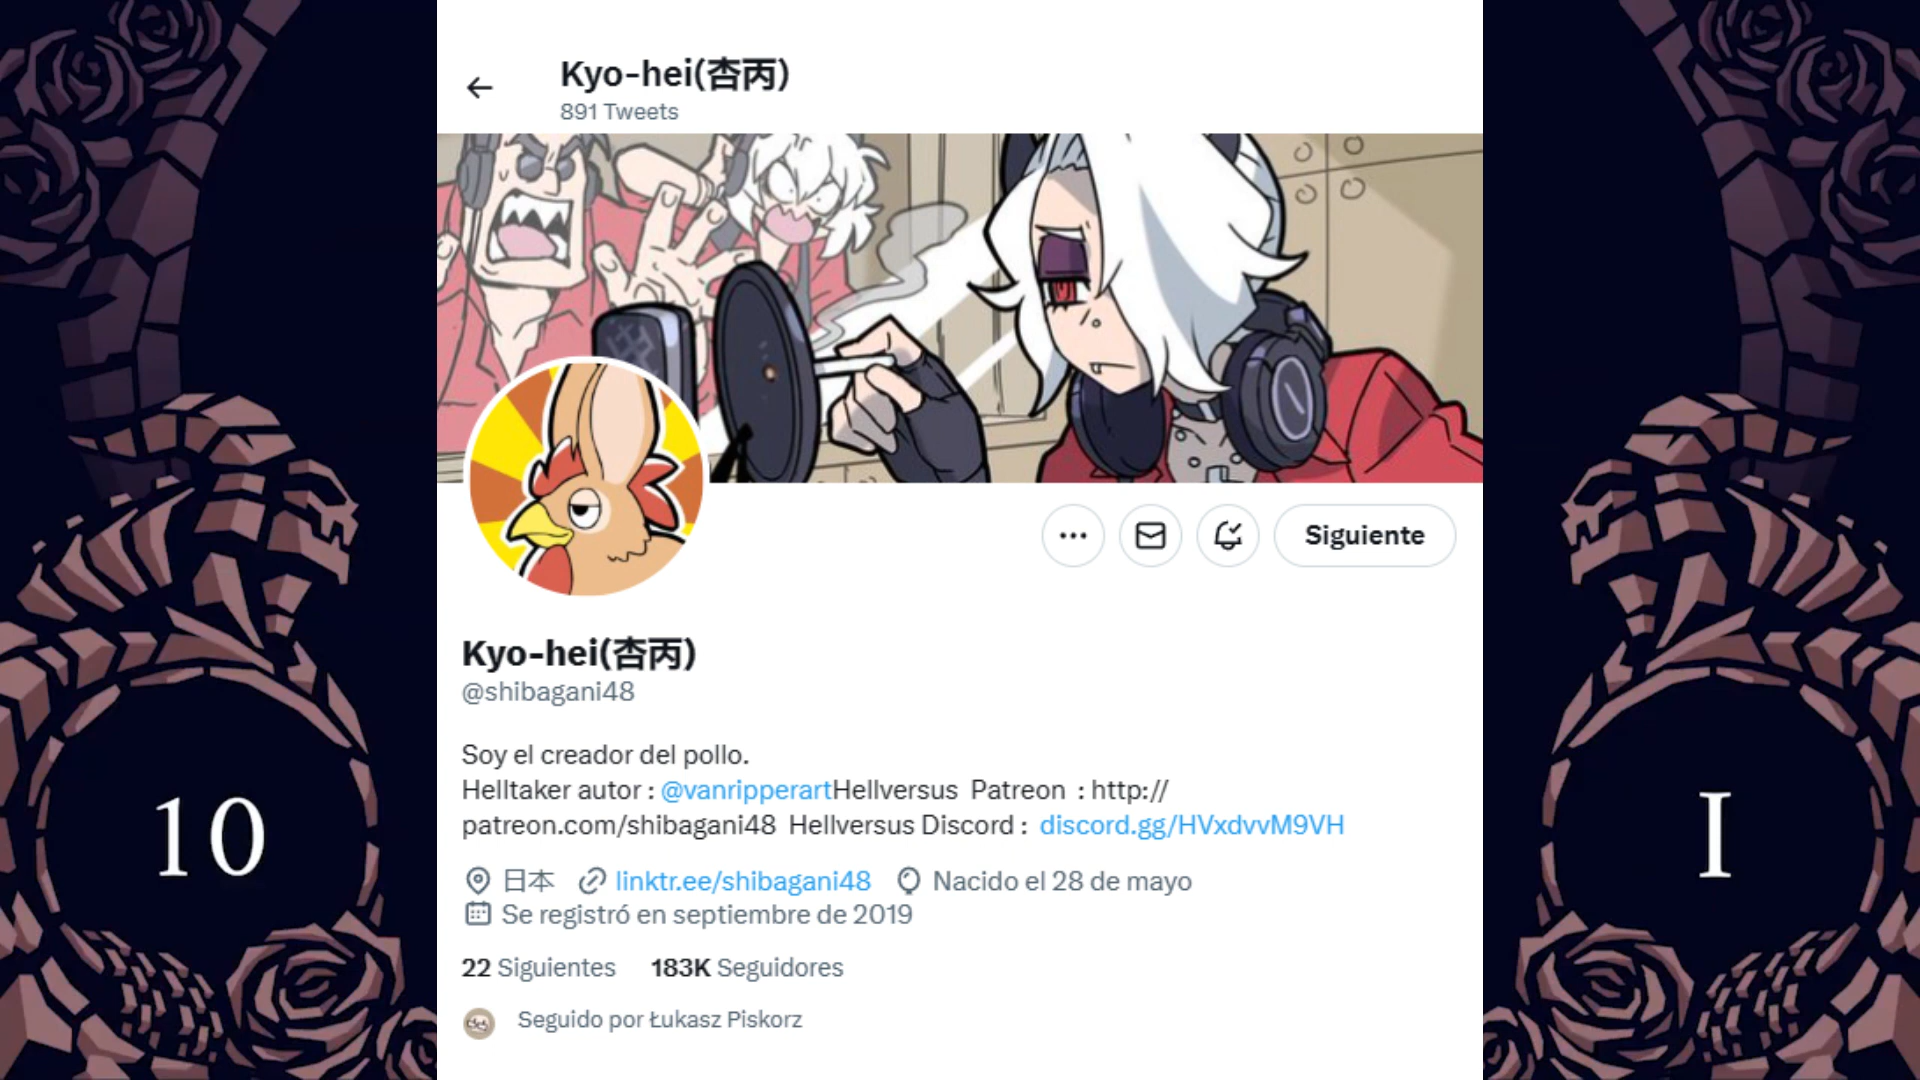 Kyo-hei(杏丙)
891 Tweets
Siguiente
Kyo-hei(杏丙)
@shibagani48
Soy el creador del pollo.
Helltaker autor : @vanripperartHellversus Patreon : http://
patreon.com/shibagani48 Hellversus Discord : discord.gg/HVxdvvM9VH
日本 linktr.ee/shibagani48 Nacido el 28 de mayo
Se registró en septiembre de 2019
22 Siguientes 183K Seguidores
Seguido por Łukasz Piskorz
10
I